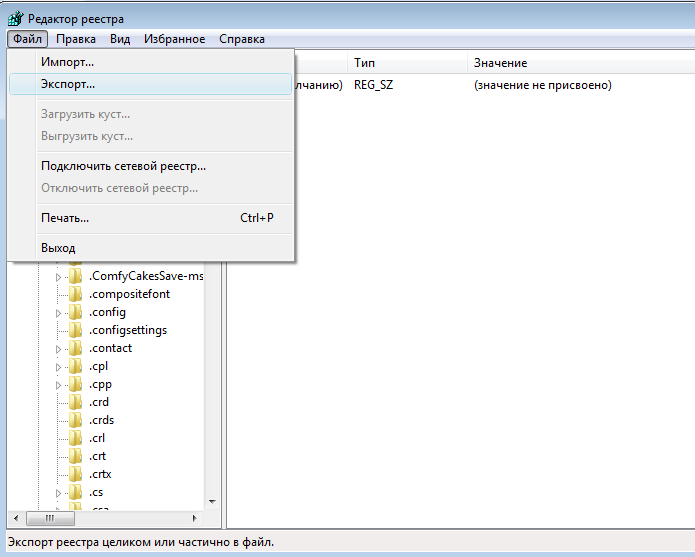 Редактор реестра
Файл Правка Вид Избранное Справка
Импорт...
Экспорт...
Загрузить куст...
Выгрузить куст...
Подключить сетевой реестр...
Отключить сетевой реестр...
Печать... Ctrl+P
Выход
Тип Значение
лчанию) REG_SZ (значение не присвоено)
.ComfyCakesSave-ms
.compositefont
.config
.configsettings
.contact
.cpl
.cpp
.crd
.crds
.crl
.crt
.crtx
.cs
Экспорт реестра целиком или частично в файл.